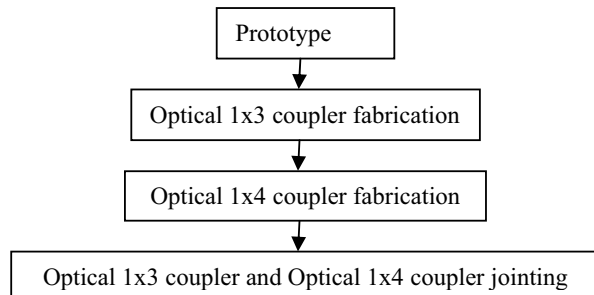 Prototype
Optical 1x3 coupler fabrication
Optical 1x4 coupler fabrication
Optical 1x3 coupler and Optical 1x4 coupler jointing